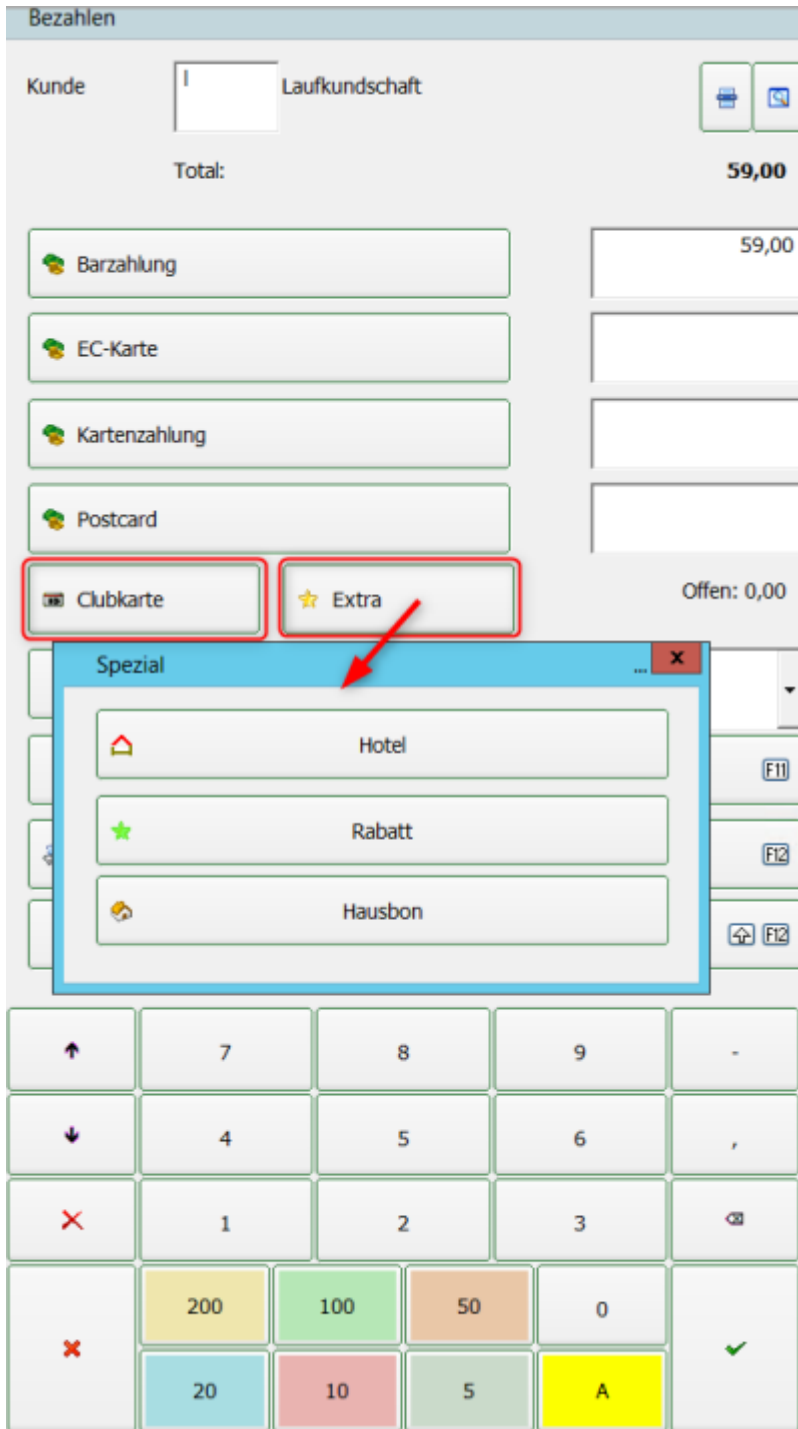 Bezahlen
Kunde Laufkundschaft
Total: 59,00
Barzahlung 59,00
EC-Karte
Kartenzahlung
Postcard
Clubkarte Extra Offen: 0,00
Spezial ... x
Hotel
F11
Rabatt
F12
Hausbon
F12
7 8 9 -
4 5 6 ,
1 2 3
200 100 50 0
20 10 5 A